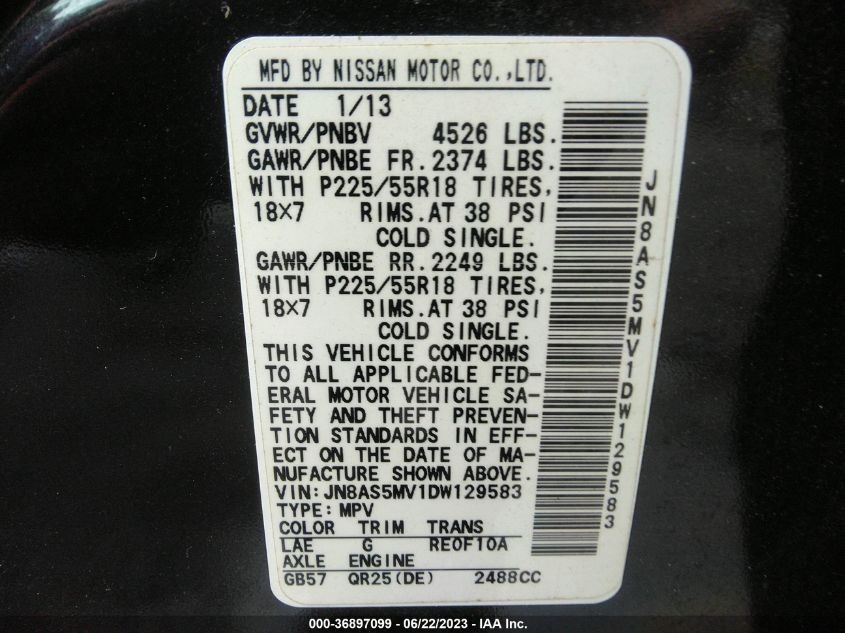 MFD BY NISSAN MOTOR CO.,LTD.
DATE 1/13
GVWR/PNBV 4526 LBS.
GAWR/PNBE FR.2374 LBS.
WITH P225/55R18 TIRES,
18X7 RIMS.AT 38 PSI
COLD SINGLE.
GAWR/PNBE RR.2249 LBS.
WITH P225/55R18 TIRES,
18X7 RIMS.AT 38 PSI
COLD SINGLE.
THIS VEHICLE CONFORMS
TO ALL APPLICABLE FED-
ERAL MOTOR VEHICLE SA-
FETY AND THEFT PREVEN-
TION STANDARDS IN EFF-
ECT ON THE DATE OF MA-
NUFACTURE SHOWN ABOVE.
VIN:JN8AS5MV1DW129583
TYPE:MPV
COLOR TRIM TRANS
LAE G RE0F10A
AXLE ENGINE
GB57 QR25(DE) 2488CC
JN8AS5MV1DW129583
000-36897099 / 06/22/2023 - IAA Inc.